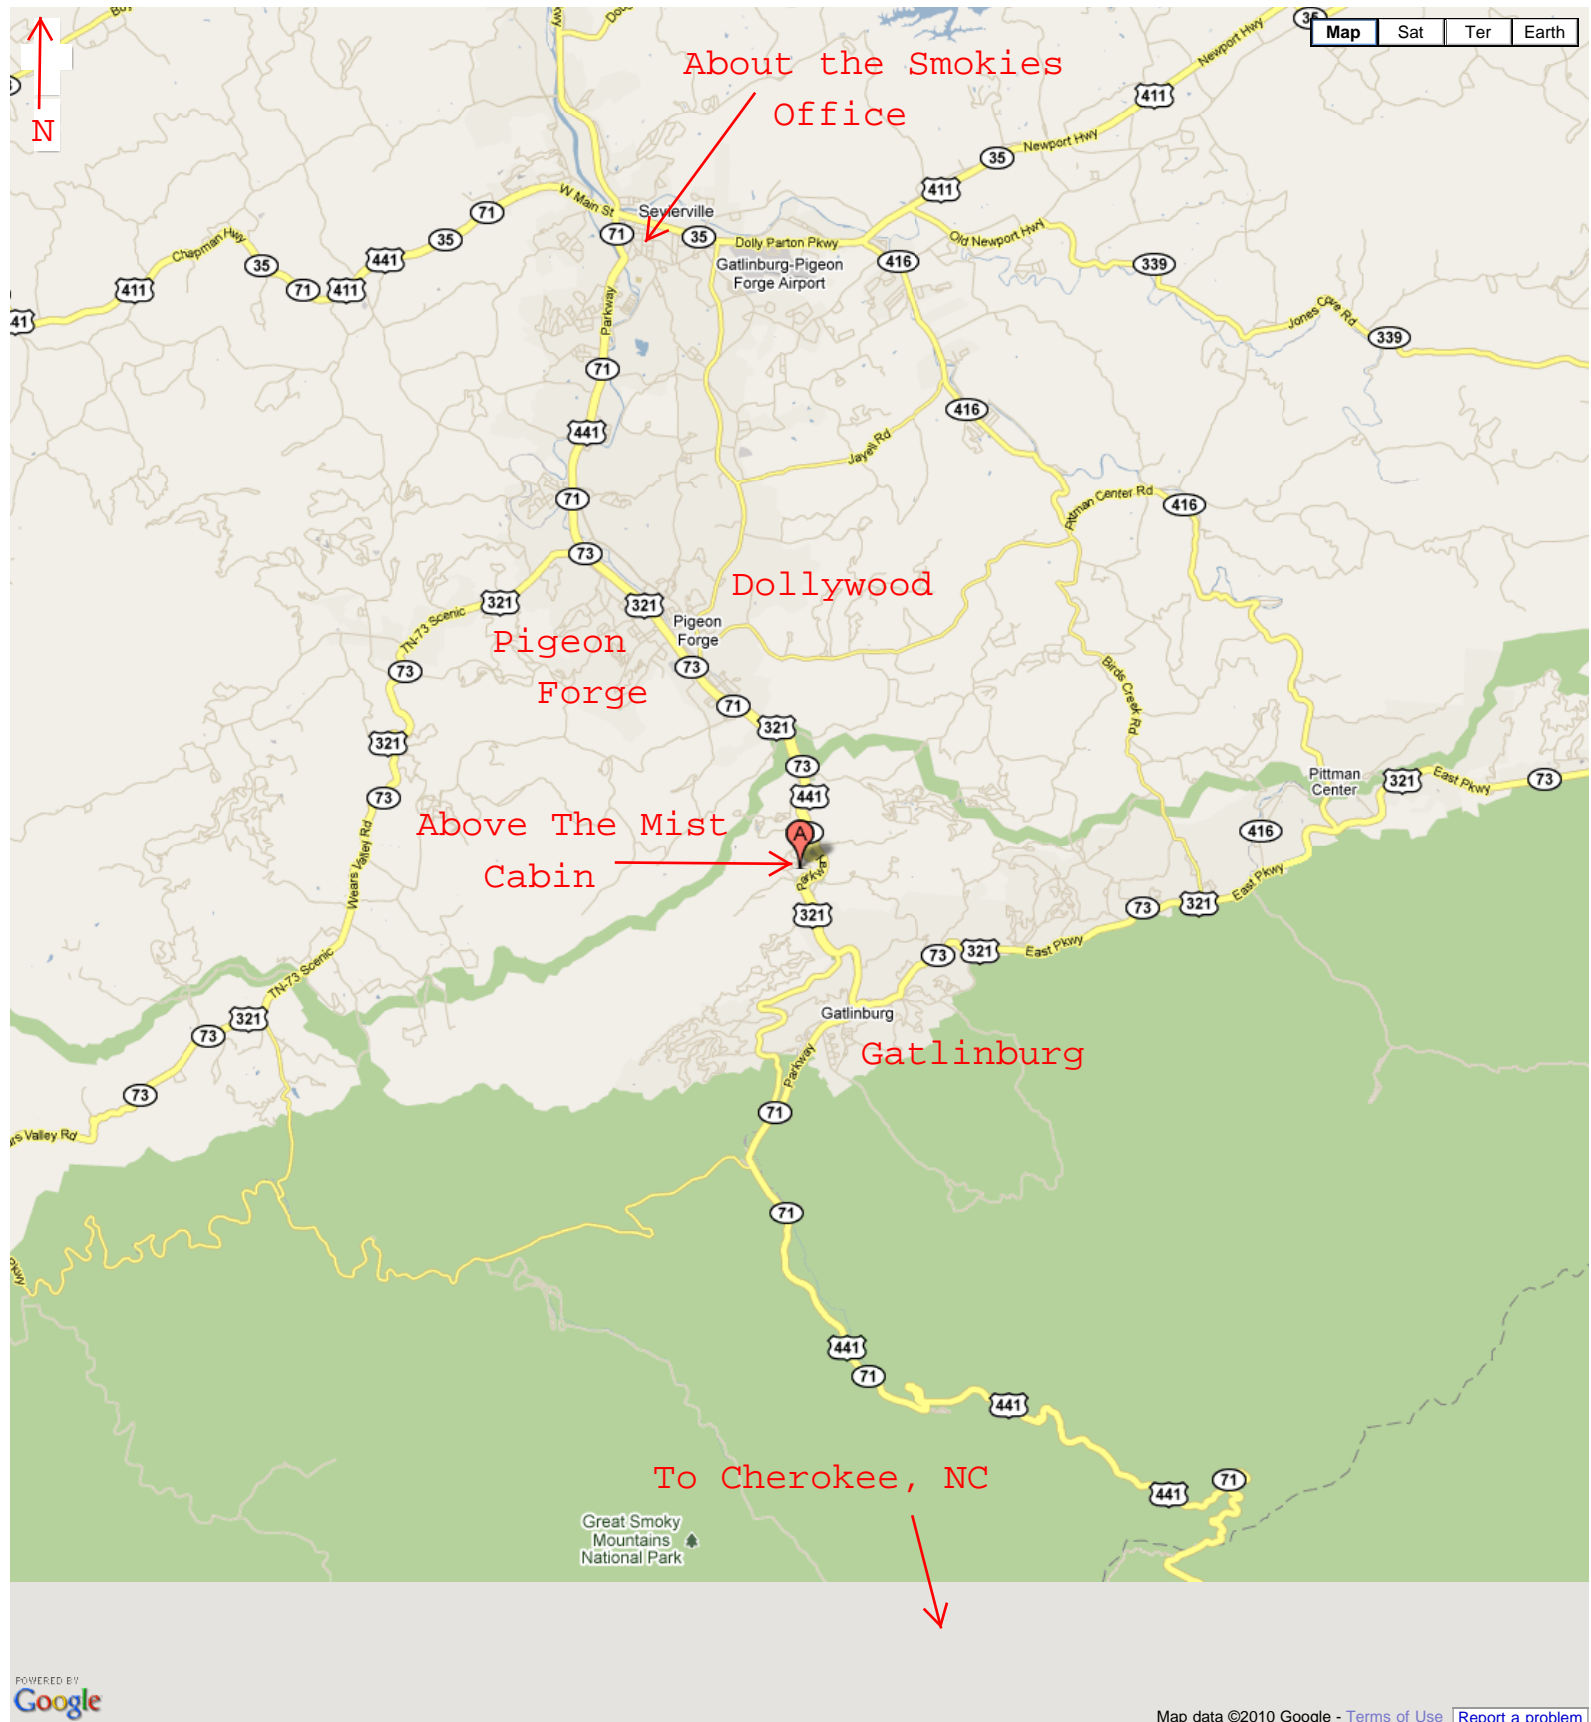 N
Map
Sat
Ter
Earth
About the Smokies
Office
35
Newport Hwy
411
Newport Hwy
35
411
W Main St
Sevierville
71
71
35
Dolly Parton Pkwy
Old Newport Hwy
35
Chapman Hwy
441
35
416
339
Gatlinburg-Pigeon
Forge Airport
411
71
411
41
Parkway
Jones Cove Rd
339
71
416
441
Jayell Rd
71
Pittman Center Rd
416
73
Dollywood
321
321
TN-73 Scenic
Pigeon
Forge
Pigeon
Forge
73
73
Birds Creek Rd
71
321
321
73
Pittman
Center
321
East Pkwy
73
73
441
Above The Mist
Cabin
A
416
Wears Valley Rd
Parkway
321
73
321
East Pkwy
73
321
East Pkwy
TN-73 Scenic
Gatlinburg
321
73
Gatlinburg
Parkway
73
71
rs Valley Rd
71
Pkwy
441
71
441
To Cherokee, NC
71
441
Great Smoky
Mountains
National Park
POWERED BY
Google
Map data ©2010 Google - Terms of Use
Report a problem